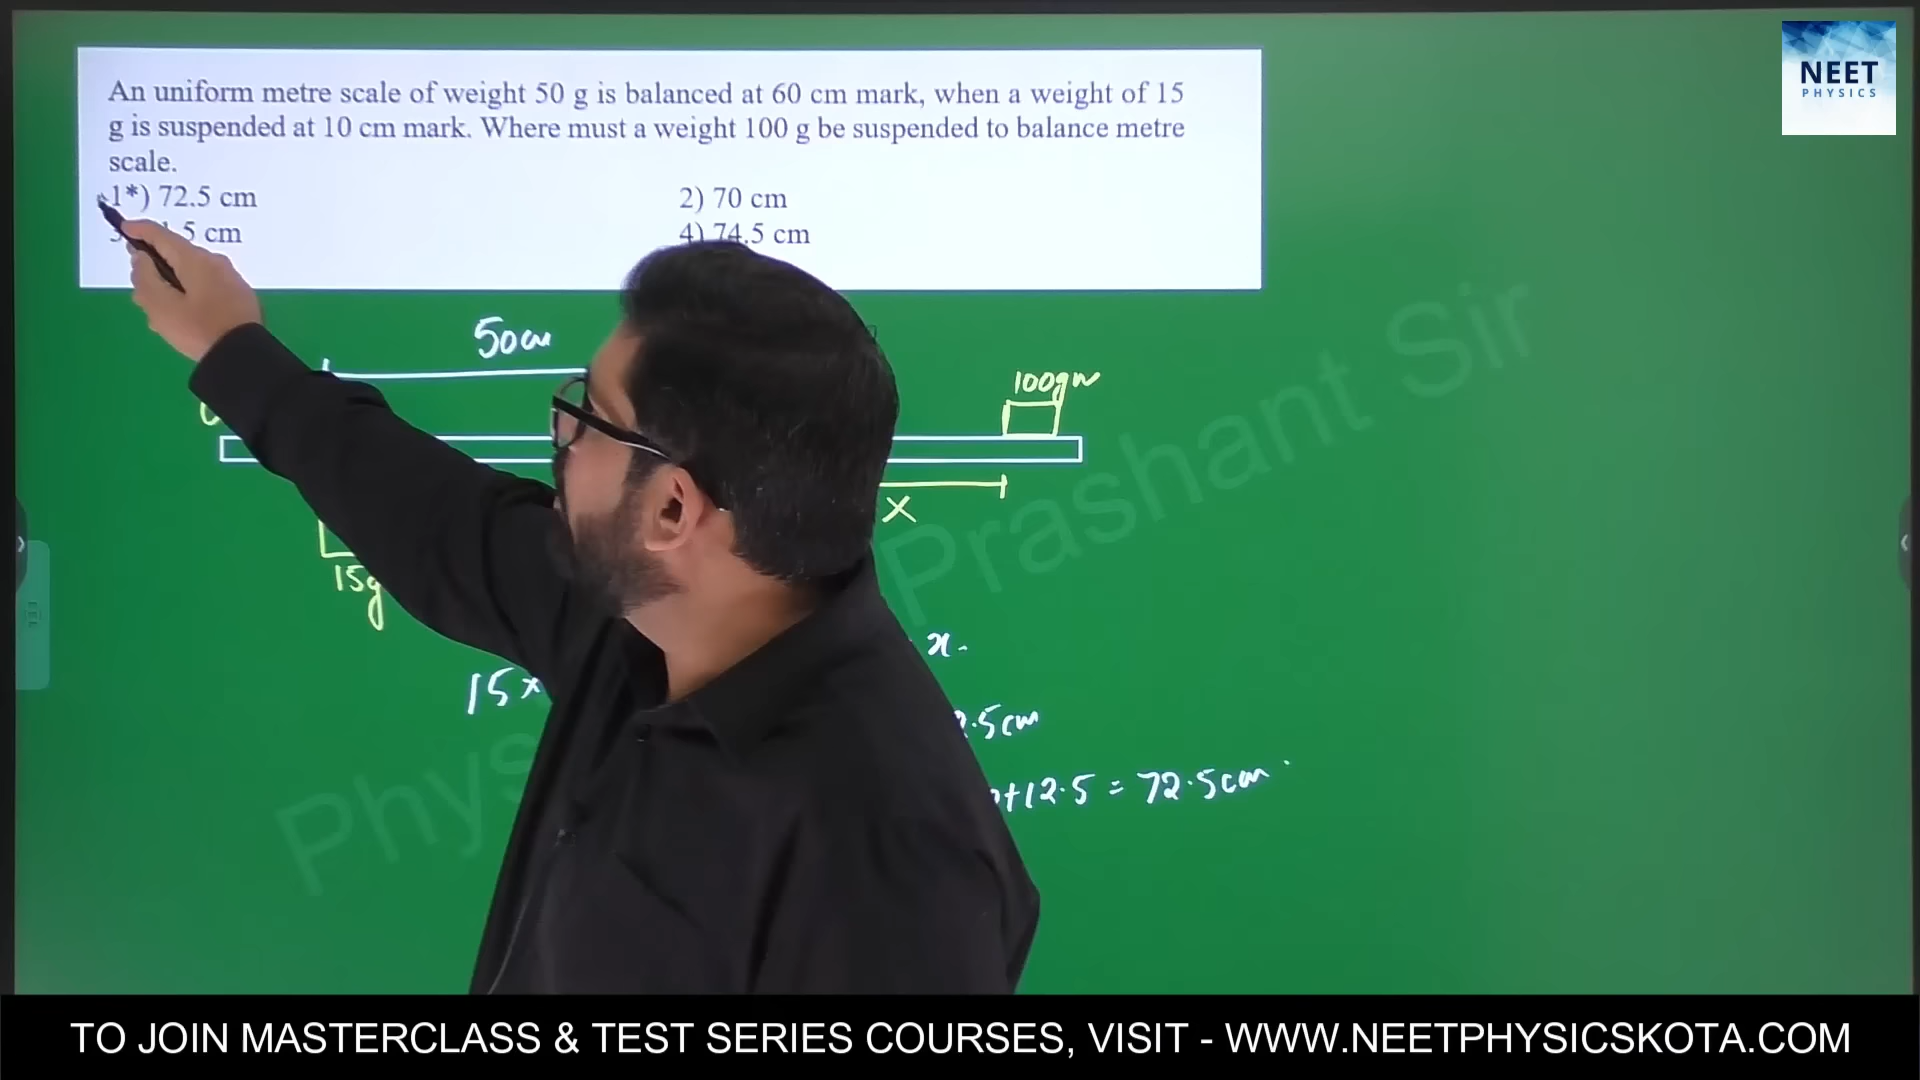 NEET
PHYSICS
An uniform metre scale of weight 50 g is balanced at 60 cm mark, when a weight of 15
g is suspended at 10 cm mark. Where must a weight 100 g be suspended to balance metre
scale.
1*) 72.5 cm 2) 70 cm
5 cm 4) 74.5 cm
50cm
100gw
X
15g
x.
15×
.5cm
+12.5 = 72.5cm
Phys Prashant Sir
TO JOIN MASTERCLASS & TEST SERIES COURSES, VISIT - WWW.NEETPHYSICSKOTA.COM